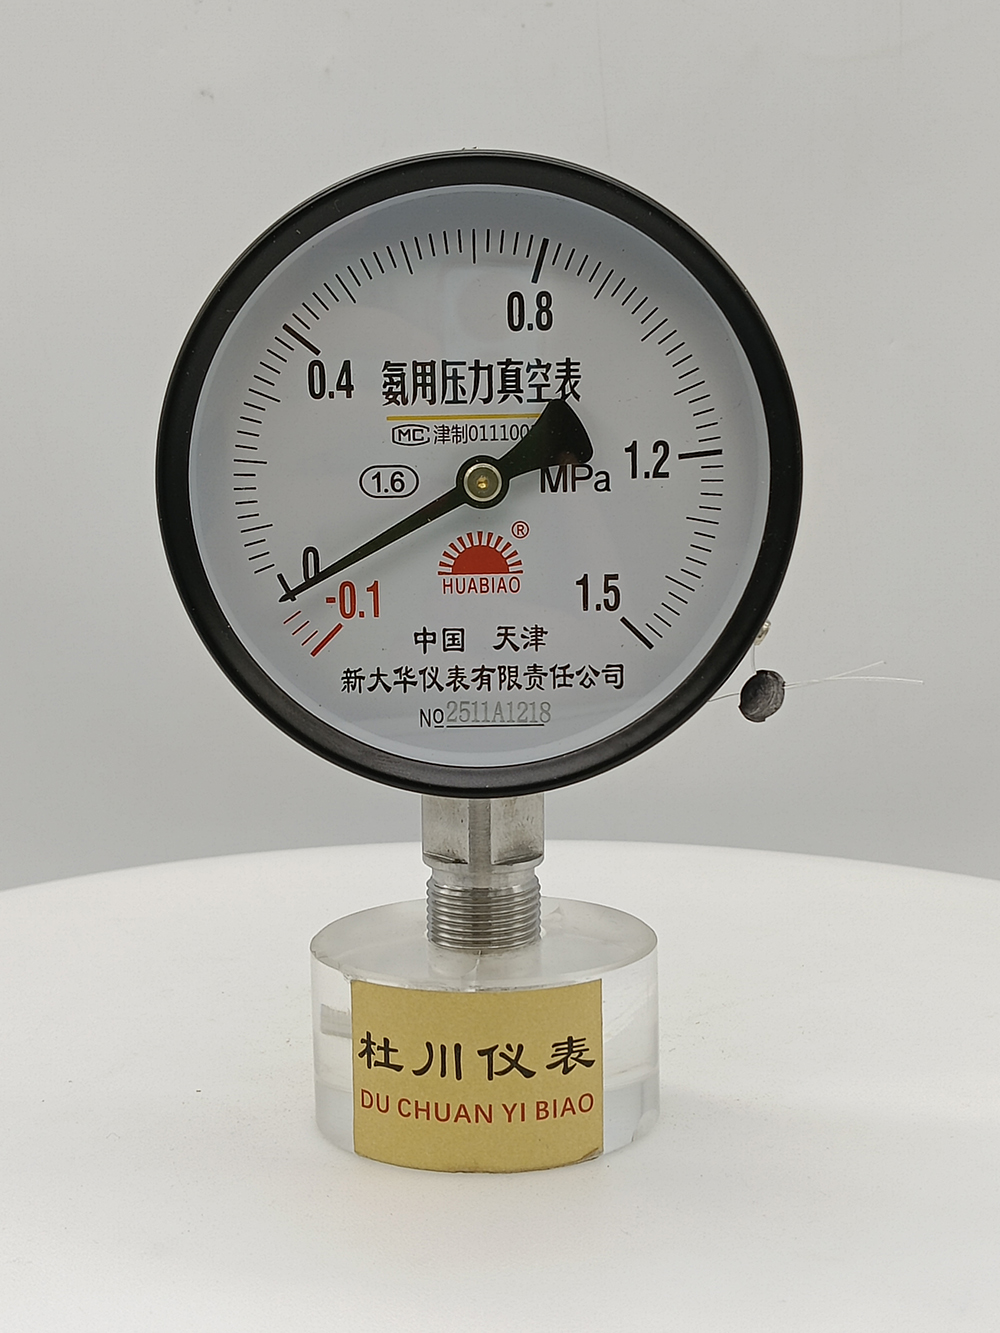 0.8
0.4
氨用压力真空表
MC 津制011100
1.2
1.6
MPa
0
®
HUABIAO
-0.1
1.5
中国 天津
新大华仪表有限责任公司
№2511A1218
杜川仪表
DU CHUAN YI BIAO